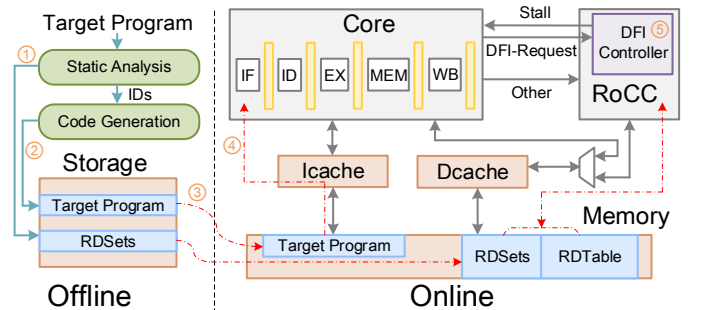 Target Program
①
Static Analysis
IDs
Code Generation
②
Storage
Target Program
③
RDSets
Offline
Core
IF
ID
EX
MEM
WB
Stall
DFI-Request
Other
DFI
⑤
Controller
RoCC
④
Icache
Dcache
Memory
Target Program
RDSets
RDTable
Online